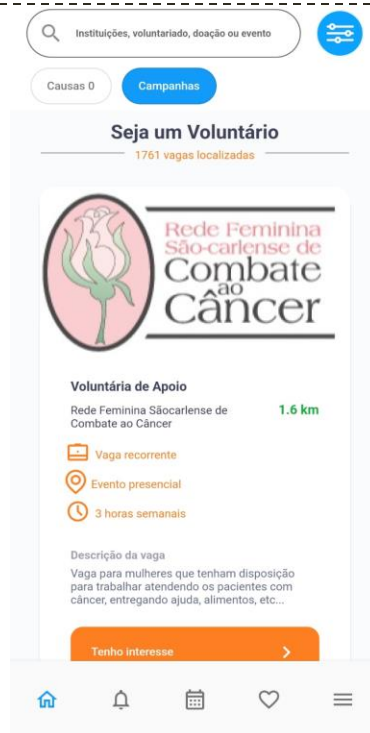 Instituições, voluntariado, doação ou evento
Causas 0
Campanhas
Seja um Voluntário
1761 vagas localizadas
Rede Feminina
São-carlense de
Combate
ao
Câncer
Voluntária de Apoio
Rede Feminina Sãocarlense de
Combate ao Câncer
1.6 km
Vaga recorrente
Evento presencial
3 horas semanais
Descrição da vaga
Vaga para mulheres que tenham disposição
para trabalhar atendendo os pacientes com
câncer, entregando ajuda, alimentos, etc...
Tenho interesse